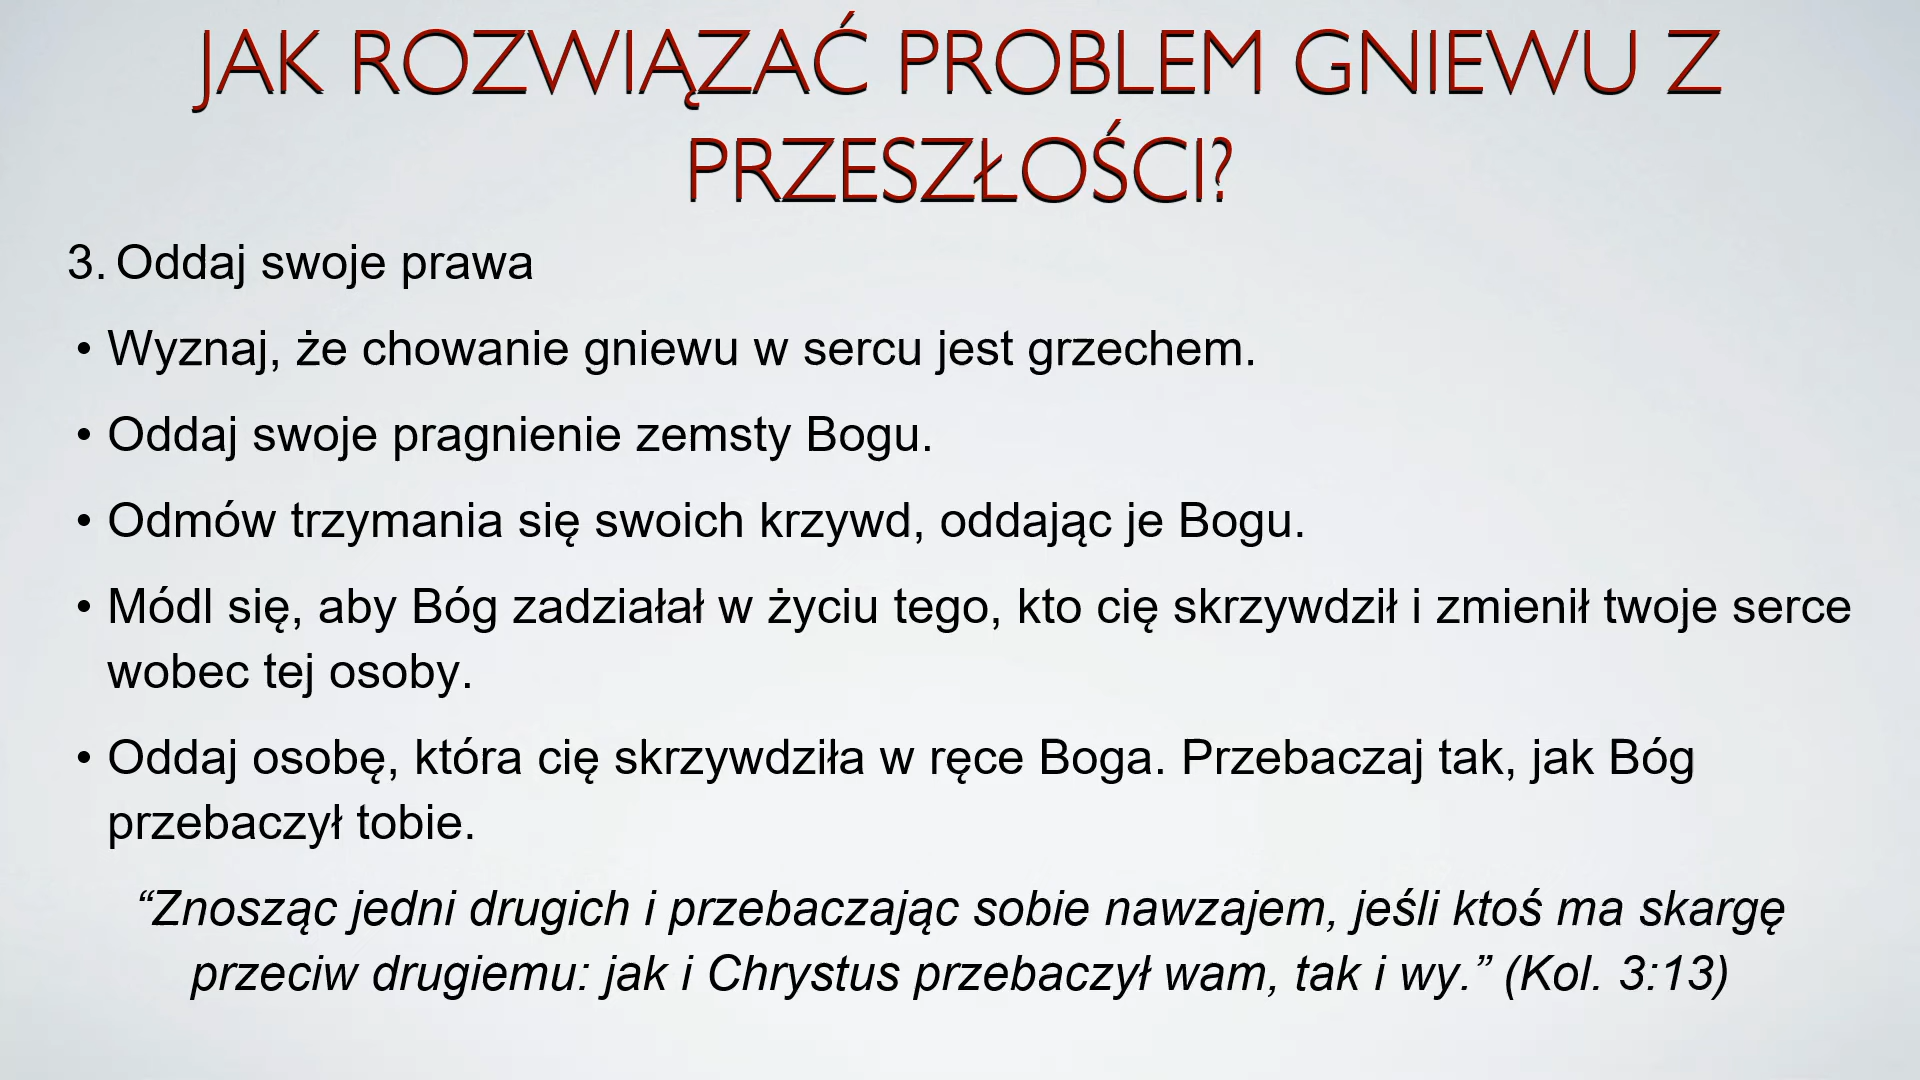 JAK ROZWIĄZAĆ PROBLEM GNIEWU Z
PRZESZŁOŚCI?
3. Oddaj swoje prawa
• Wyznaj, że chowanie gniewu w sercu jest grzechem.
• Oddaj swoje pragnienie zemsty Bogu.
• Odmów trzymania się swoich krzywd, oddając je Bogu.
• Módl się, aby Bóg zadziałał w życiu tego, kto cię skrzywdził i zmienił twoje serce
wobec tej osoby.
• Oddaj osobę, która cię skrzywdziła w ręce Boga. Przebaczaj tak, jak Bóg
przebaczył tobie.
“Znosząc jedni drugich i przebaczając sobie nawzajem, jeśli ktoś ma skargę
przeciw drugiemu: jak i Chrystus przebaczył wam, tak i wy.” (Kol. 3:13)